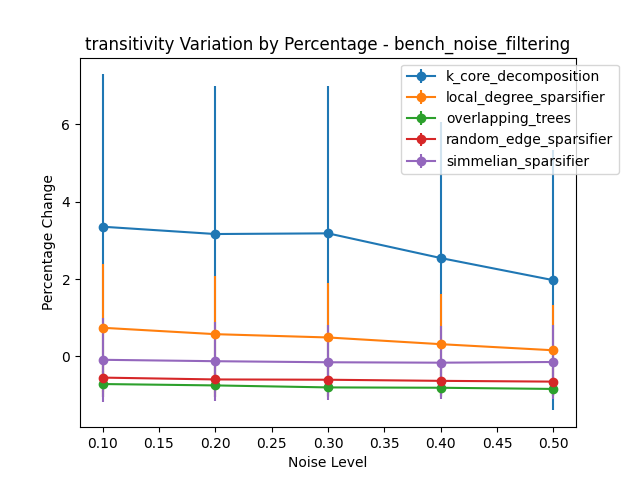 transitivity Variation by Percentage - bench_noise_filtering
k_core_decomposition
local_degree_sparsifier
overlapping_trees
random_edge_sparsifier
simmelian_sparsifier
Percentage Change
6
4
2
0
0.10 0.15 0.20 0.25 0.30 0.35 0.40 0.45 0.50
Noise Level